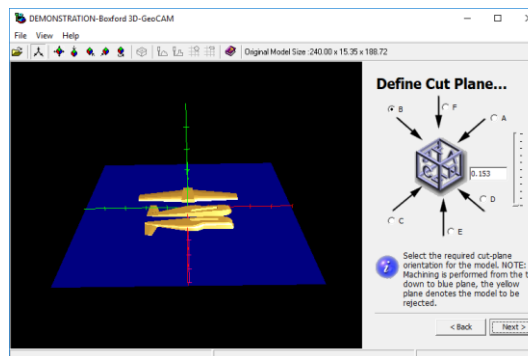 DEMONSTRATION-Boxford 3D-GeoCAM
File View Help
Original Model Size :240.00 x 15.35 x 188.72
Define Cut Plane...
F
B
A
0.153
D
C
E
Select the required cut-plane
orientation for the model. NOTE:
Machining is performed from the t
down to blue plane, the yellow
plane denotes the model to be
rejected.
< Back
Next >